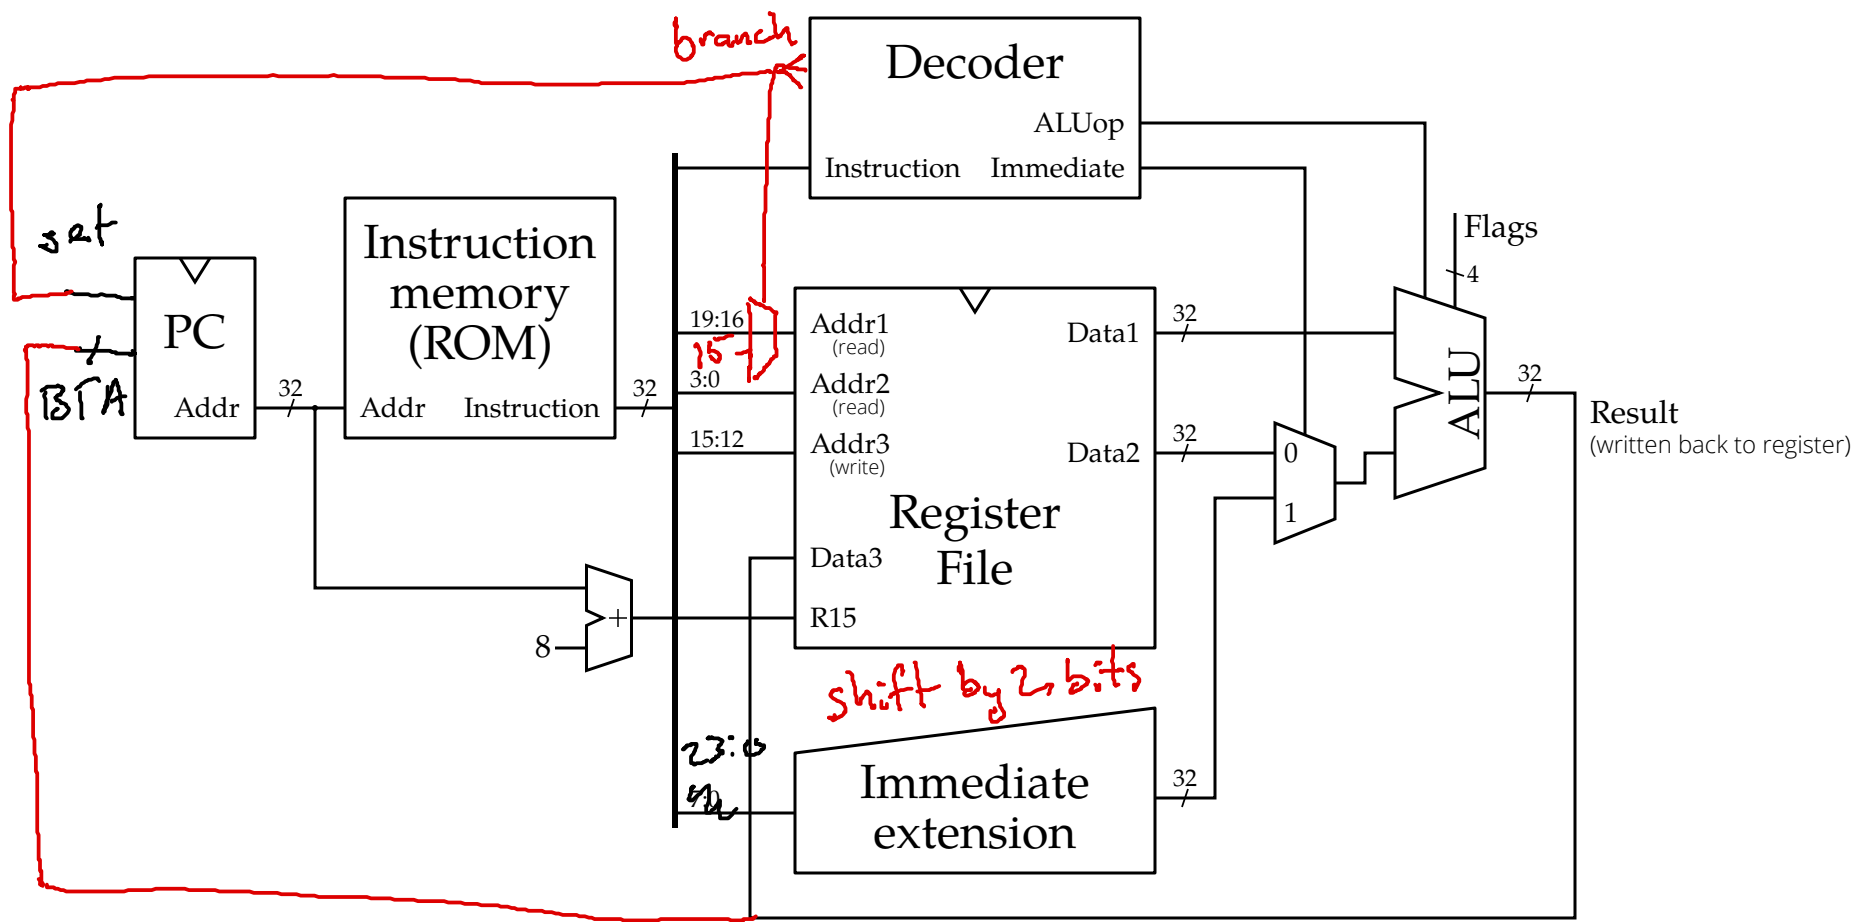 branch
Decoder
ALUop
Instruction
Immediate
set
Flags
4
Instruction
memory
(ROM)
PC
BTA
Addr
32
Addr
Instruction
32
19:16
15
3:0
15:12
Addr1
(read)
Addr2
(read)
Addr3
(write)
Data1
32
Data2
32
Register
File
Data3
R15
0
1
ALU
32
Result
(written back to register)
8
+
shift by 2 bits
23:0
7:0
Immediate
extension
32